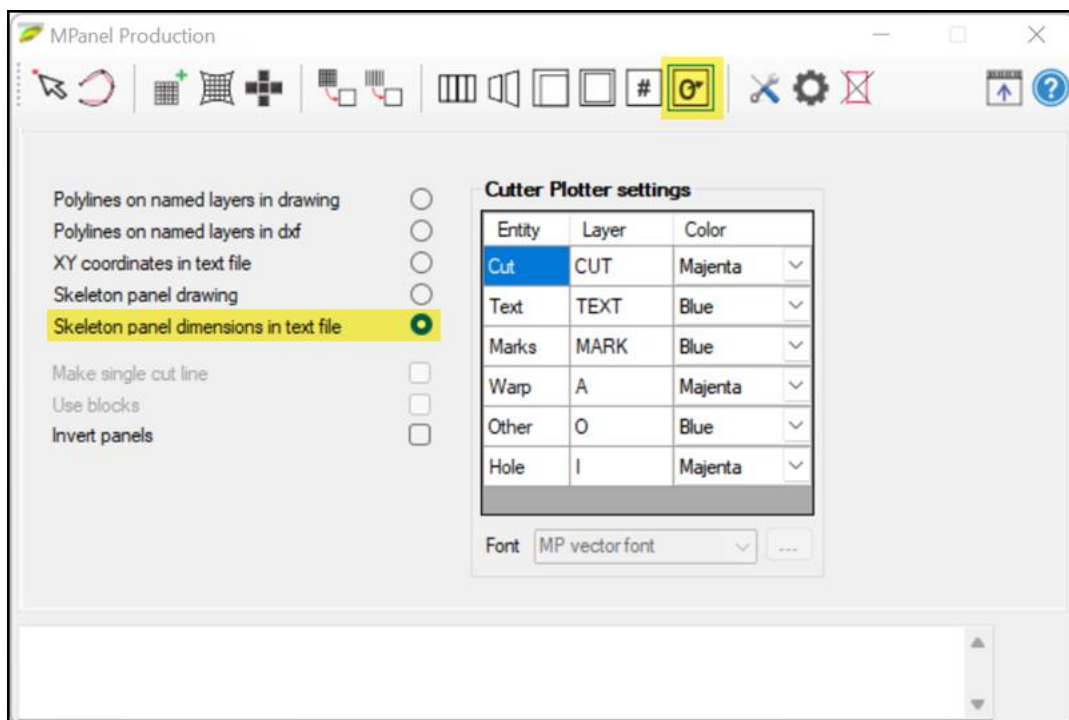 MPanel Production
#
?
Polylines on named layers in drawing
Polylines on named layers in dxf
XY coordinates in text file
Skeleton panel drawing
Skeleton panel dimensions in text file
Make single cut line
Use blocks
Invert panels
Cutter Plotter settings
Entity Layer Color
Cut CUT Majenta
Text TEXT Blue
Marks MARK Blue
Warp A Majenta
Other O Blue
Hole I Majenta
Font MP vector font ...